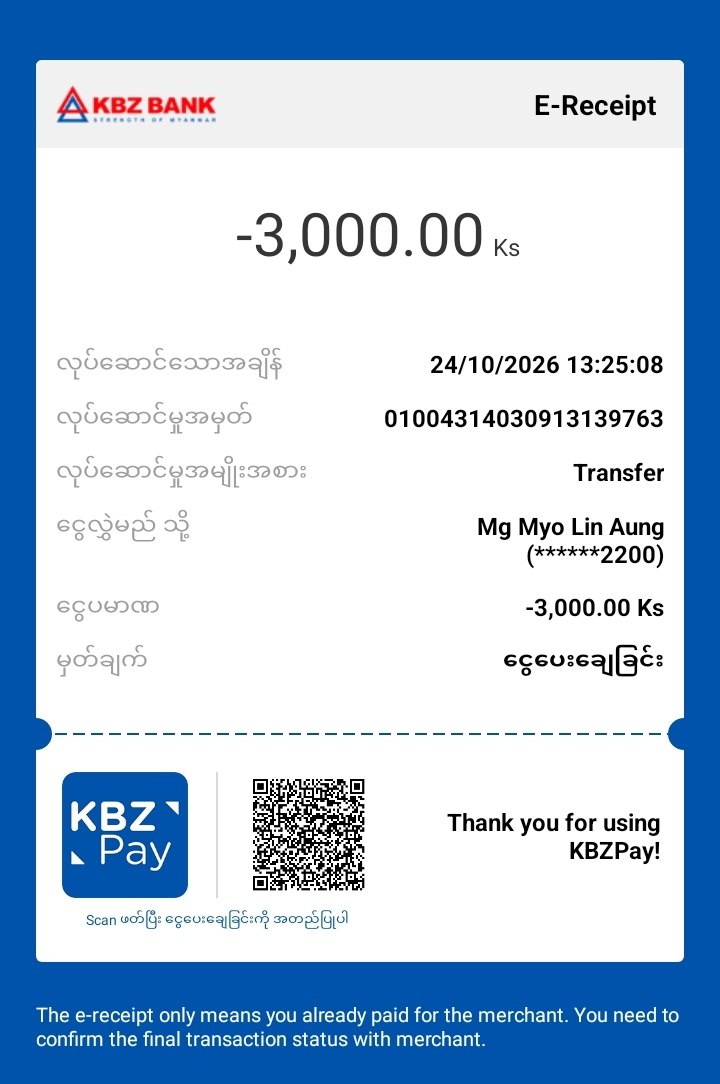 KBZ BANK
STRENGTH OF MYANMAR
E-Receipt
-3,000.00 Ks
လုပ်ဆောင်သောအချိန် 24/10/2026 13:25:08
လုပ်ဆောင်မှုအမှတ် 01004314030913139763
လုပ်ဆောင်မှုအမျိုးအစား Transfer
ငွေလွှဲမည် သို့ Mg Myo Lin Aung
(******2200)
ငွေပမာဏ -3,000.00 Ks
မှတ်ချက် ငွေပေးချေခြင်း
KBZ
Pay
Thank you for using
KBZPay!
Scan ဖတ်ပြီး ငွေပေးချေခြင်းကို အတည်ပြုပါ
The e-receipt only means you already paid for the merchant. You need to
confirm the final transaction status with merchant.